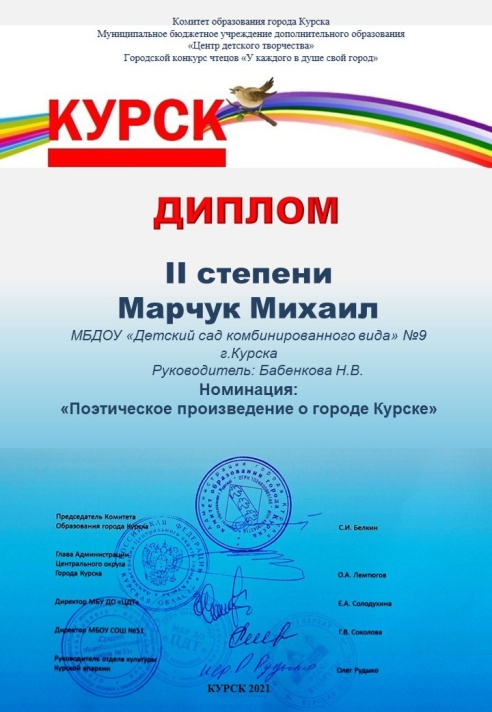 Комитет образования города Курска
Муниципальное бюджетное учреждение дополнительного образования
«Центр детского творчества»
Городской конкурс чтецов «У каждого в душе свой город»
КУРСК
ДИПЛОМ
II степени
Марчук Михаил
МБДОУ «Детский сад комбинированного вида» №9
г.Курска
Руководитель: Бабенкова Н.В.
Номинация:
«Поэтическое произведение о городе Курске»
Председатель Комитета
Образования города Курска
С.И. Белкин
Глава Администрации
Центрального округа
Города Курска
О.А. Лемтюгов
Директор МБУ ДО «ЦДТ»
Е.А. Солодухина
Директор МБОУ СОШ №51
Г.В. Соколова
Руководитель отдела культуры
Курской епархии
Олег Рудыко
КУРСК 2021